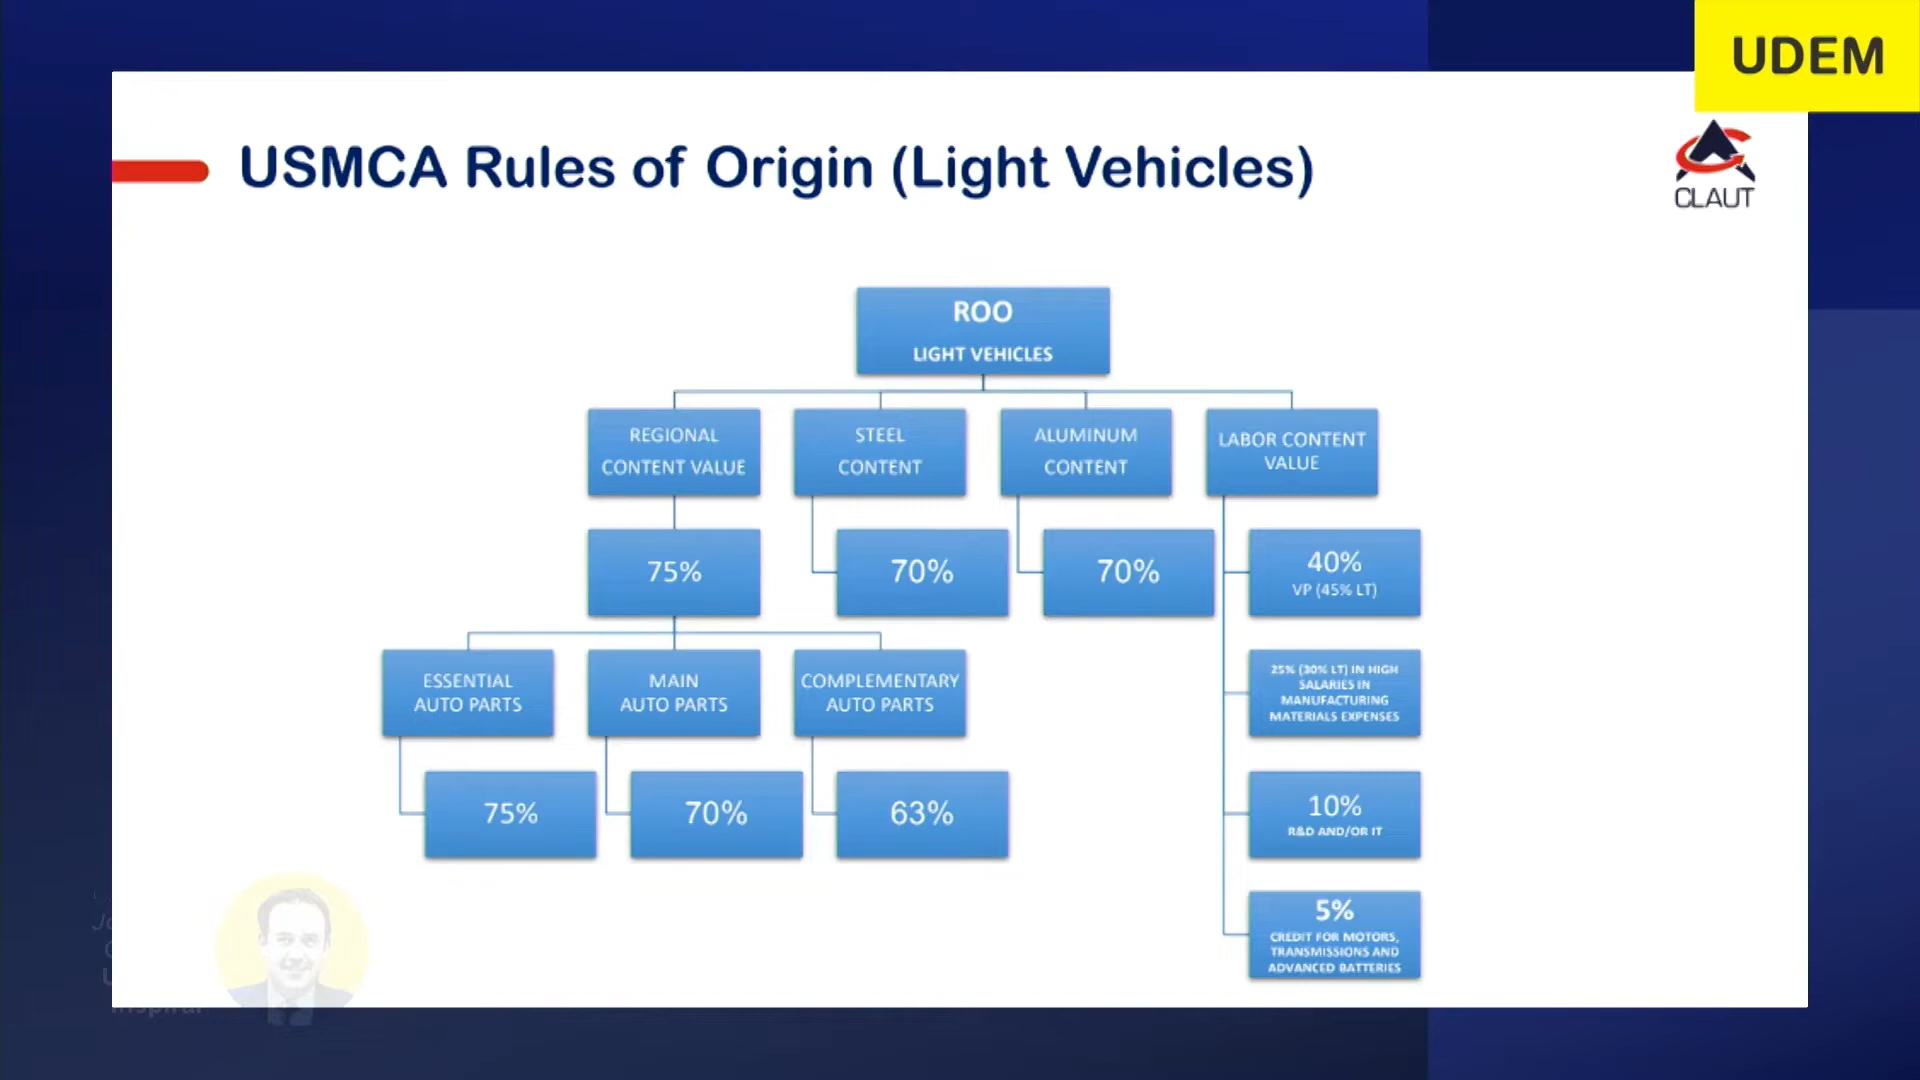 UDEM
USMCA Rules of Origin (Light Vehicles)
CLAUT
ROO
LIGHT VEHICLES
REGIONAL
CONTENT VALUE
STEEL
CONTENT
ALUMINUM
CONTENT
LABOR CONTENT
VALUE
75%
70%
70%
40%
VP (45% LT)
ESSENTIAL
AUTO PARTS
MAIN
AUTO PARTS
COMPLEMENTARY
AUTO PARTS
25% (30% LT) IN HIGH
SALARIES IN
MANUFACTURING
MATERIALS EXPENSES
75%
70%
63%
10%
R&D AND/OR IT
5%
CREDIT FOR MOTORS,
TRANSMISSIONS AND
ADVANCED BATTERIES